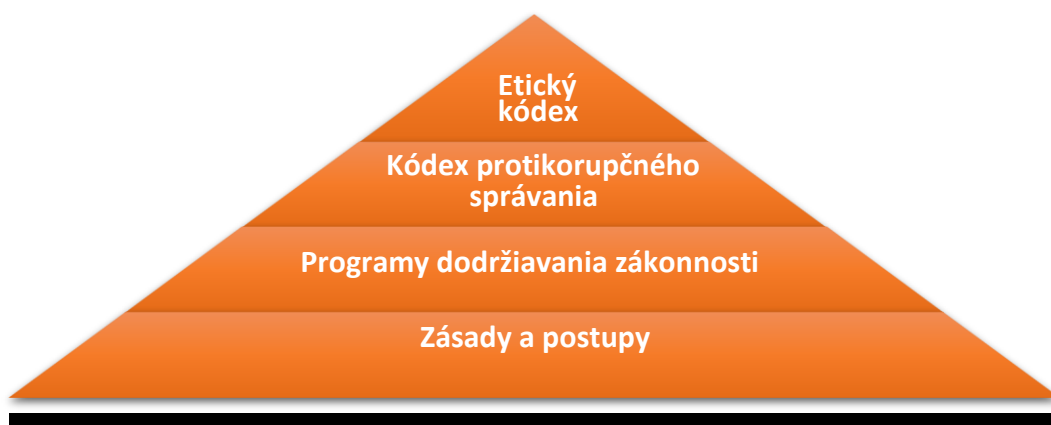 Etický
kódex
Kódex protikorupčného
správania
Programy dodržiavania zákonnosti
Zásady a postupy